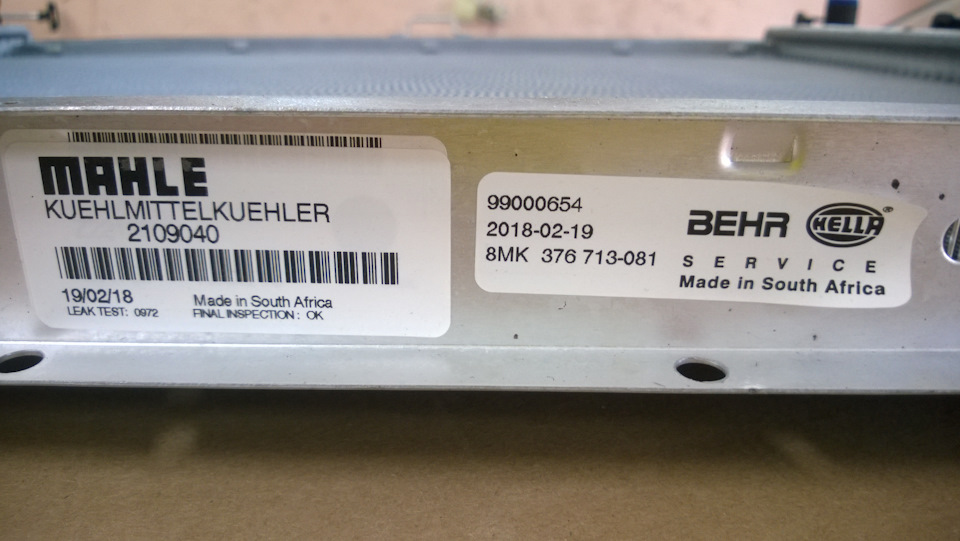 MAHLE
KUEHLMITTELKUEHLER
2109040
19/02/18 Made in South Africa
LEAK TEST: 0972 FINAL INSPECTION : OK
99000654
2018-02-19
8MK 376 713-081
BEHR HELLA ®
SERVICE
Made in South Africa